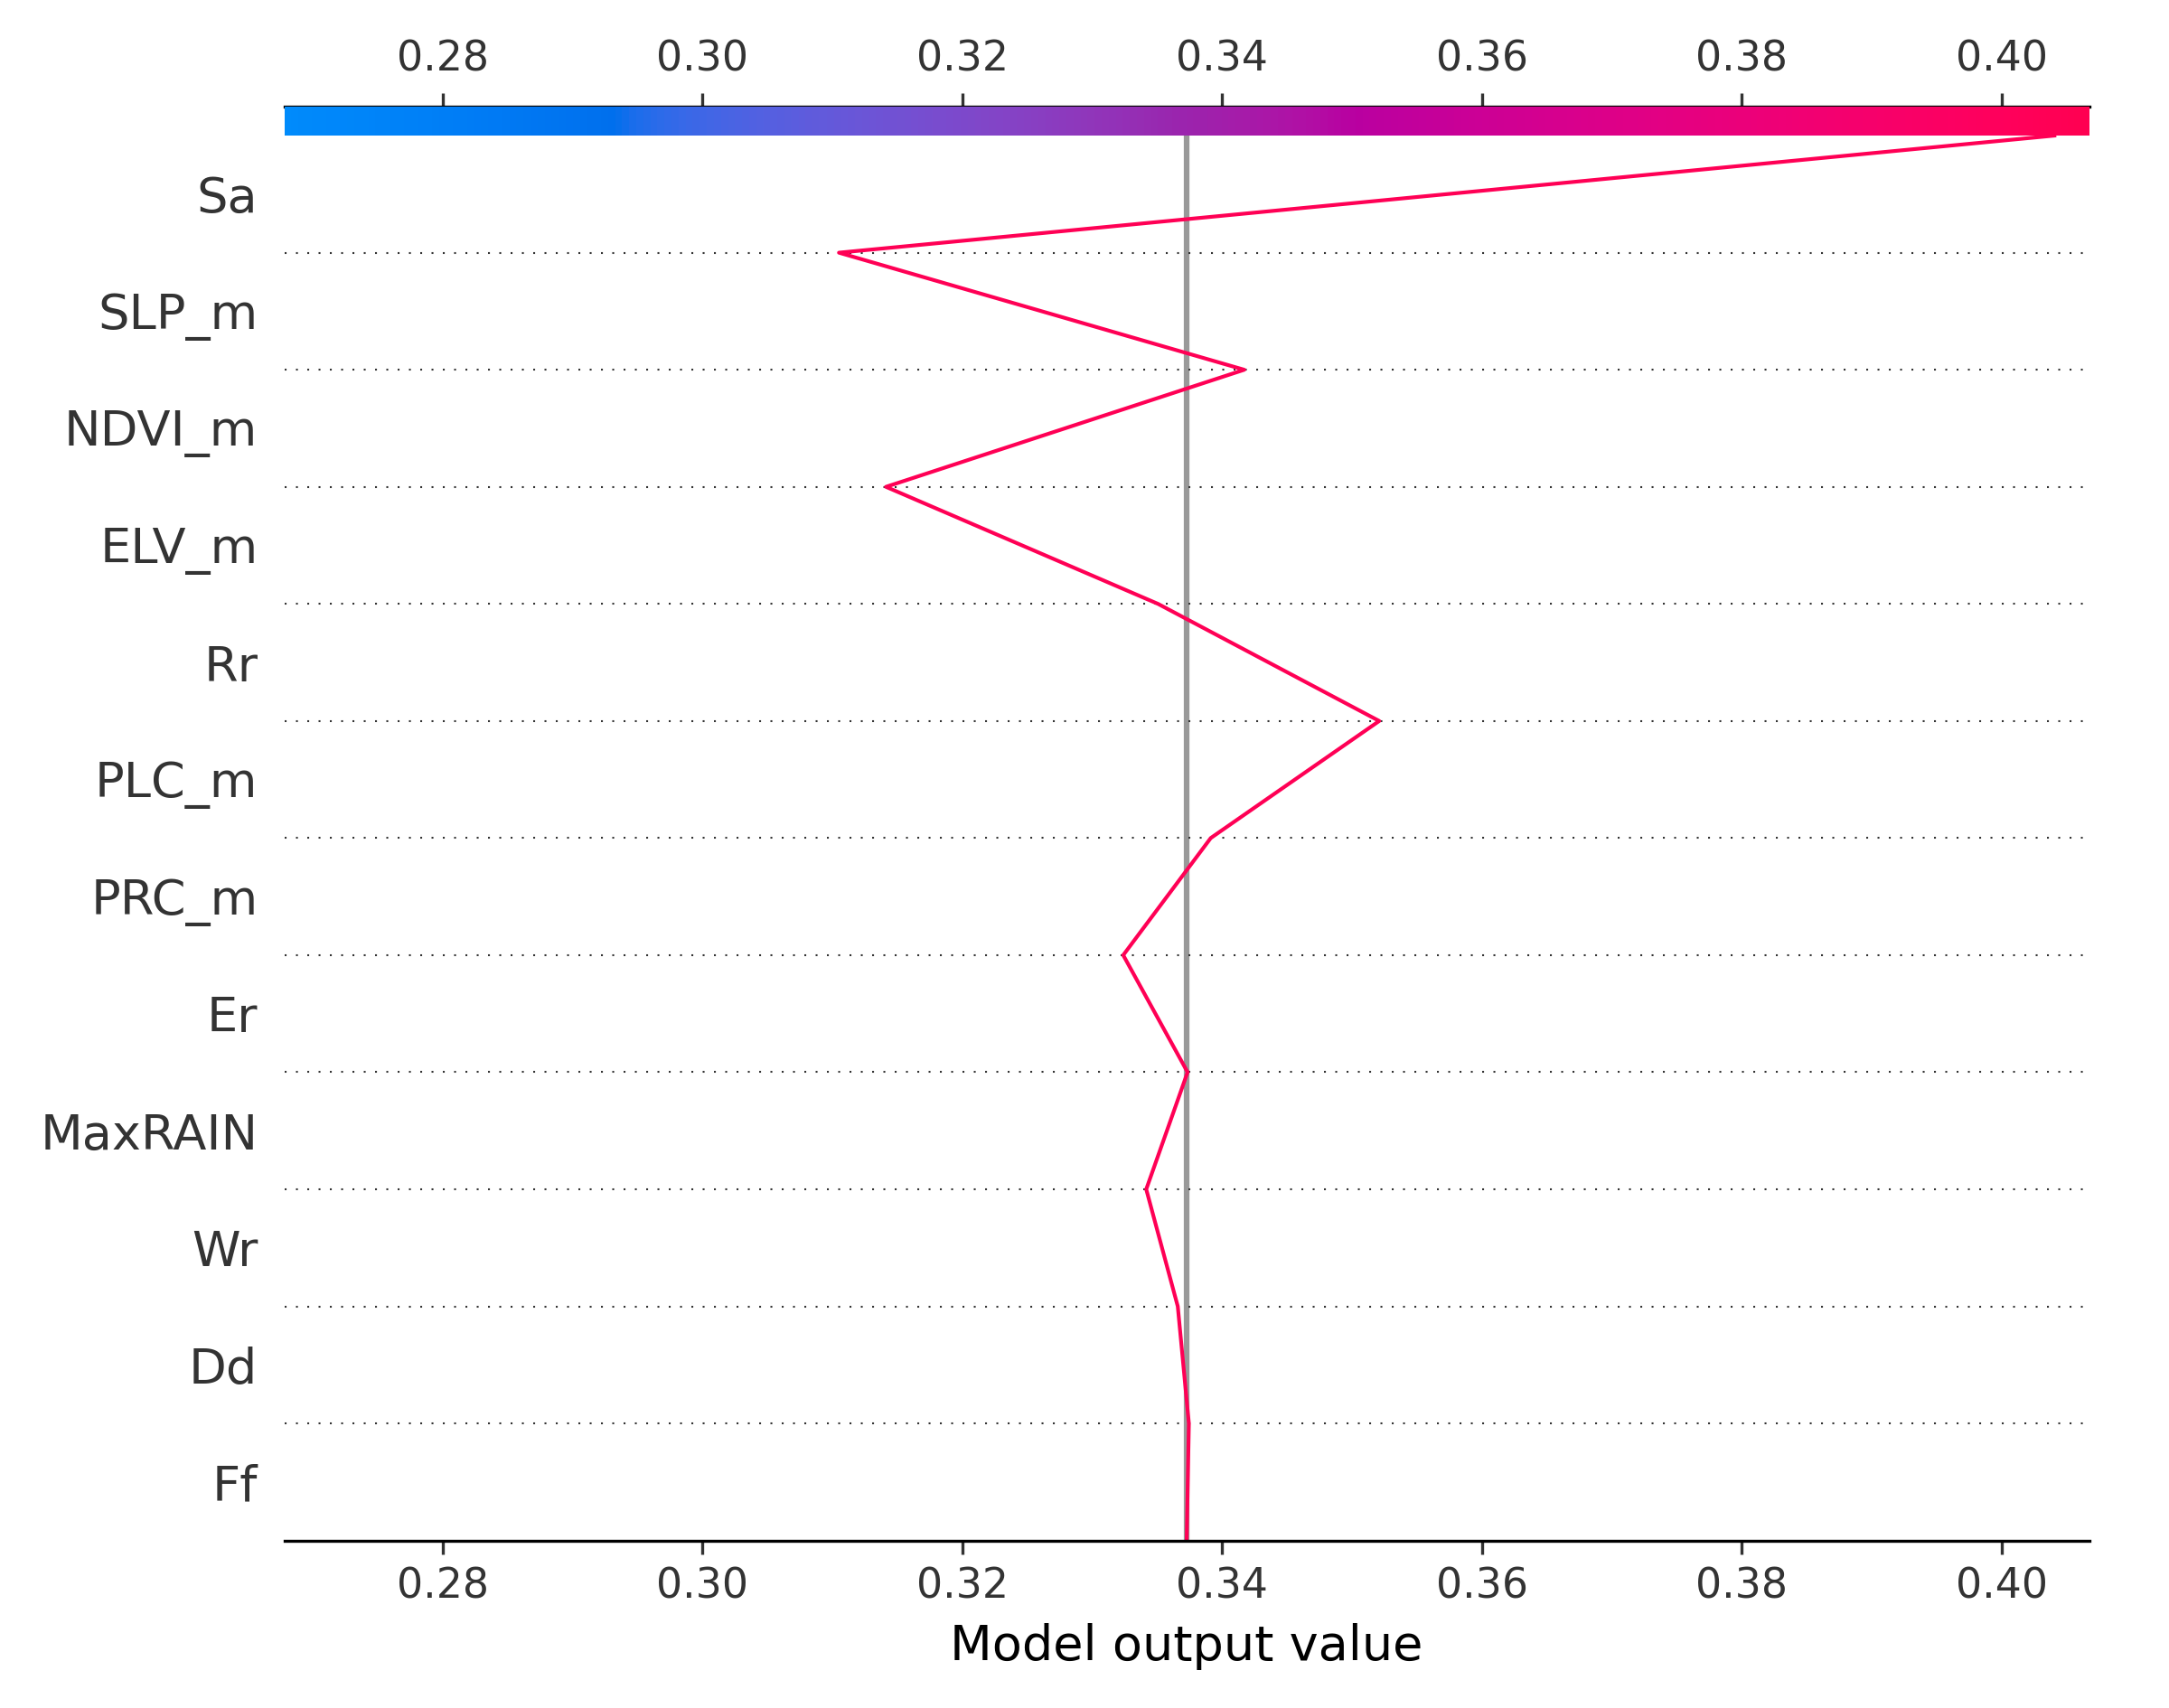 0.28 0.30 0.32 0.34 0.36 0.38 0.40
Sa
SLP_m
NDVI_m
ELV_m
Rr
PLC_m
PRC_m
Er
MaxRAIN
Wr
Dd
Ff
0.28 0.30 0.32 0.34 0.36 0.38 0.40
Model output value